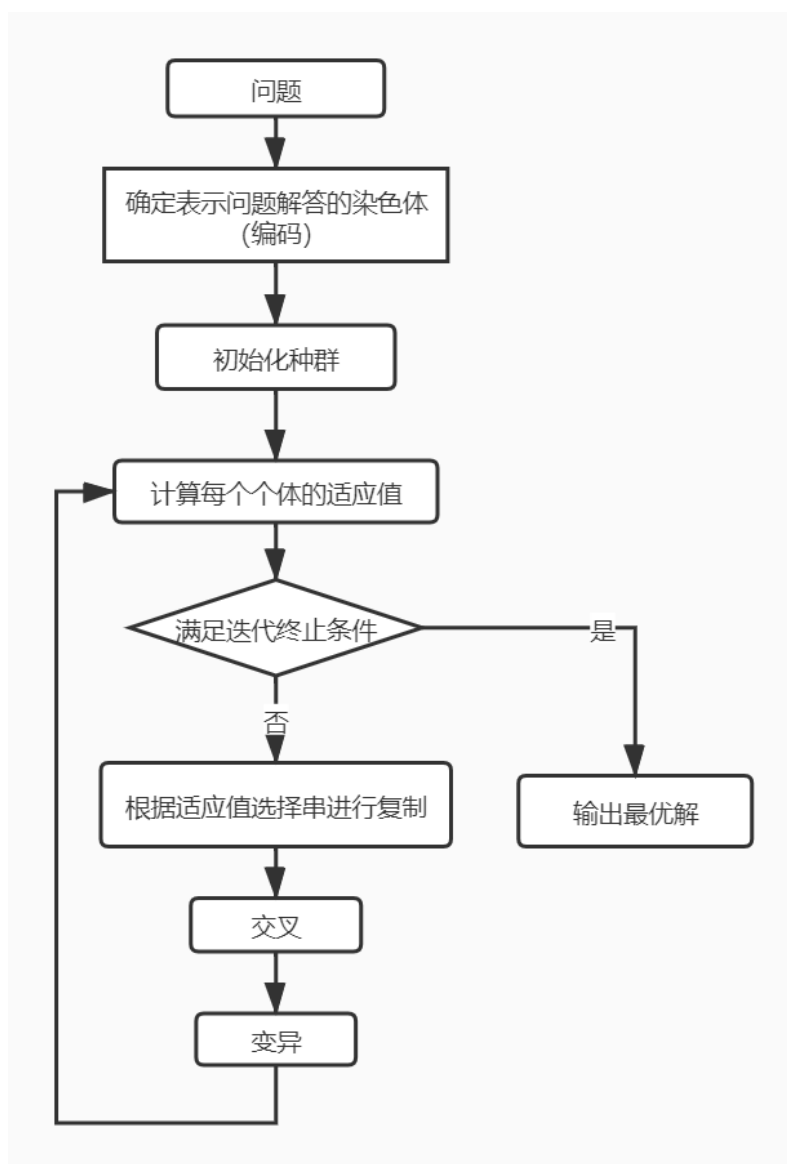 问题
确定表示问题解答的染色体
（编码）
初始化种群
计算每个个体的适应值
满足迭代终止条件
是
否
根据适应值选择串进行复制
输出最优解
交叉
变异